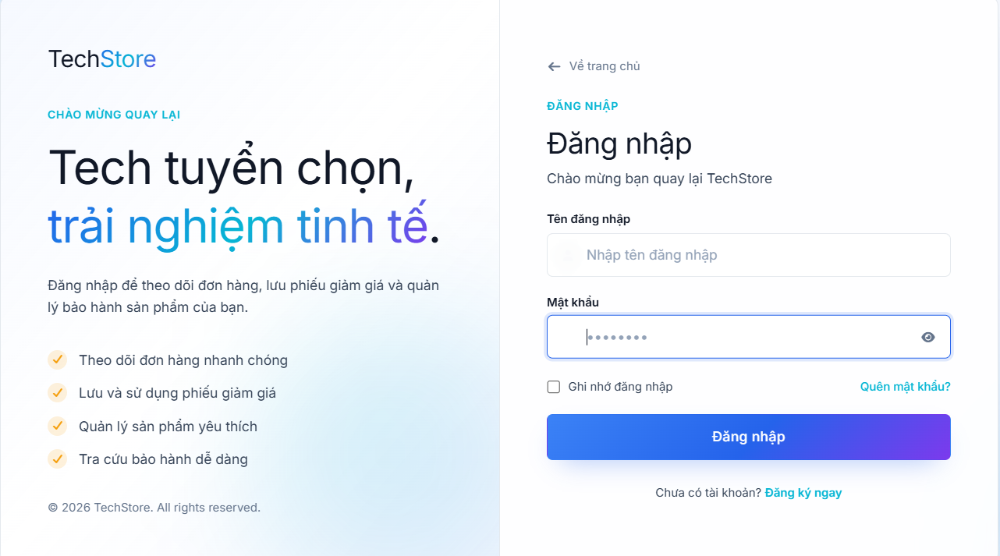 TechStore
CHÀO MỪNG QUAY LẠI
Tech tuyển chọn,
trải nghiệm tinh tế.
Đăng nhập để theo dõi đơn hàng, lưu phiếu giảm giá và quản
lý bảo hành sản phẩm của bạn.
Theo dõi đơn hàng nhanh chóng
Lưu và sử dụng phiếu giảm giá
Quản lý sản phẩm yêu thích
Tra cứu bảo hành dễ dàng
© 2026 TechStore. All rights reserved.
Về trang chủ
ĐĂNG NHẬP
Đăng nhập
Chào mừng bạn quay lại TechStore
Tên đăng nhập
Nhập tên đăng nhập
Mật khẩu
••••••••
Ghi nhớ đăng nhập
Quên mật khẩu?
Đăng nhập
Chưa có tài khoản? Đăng ký ngay